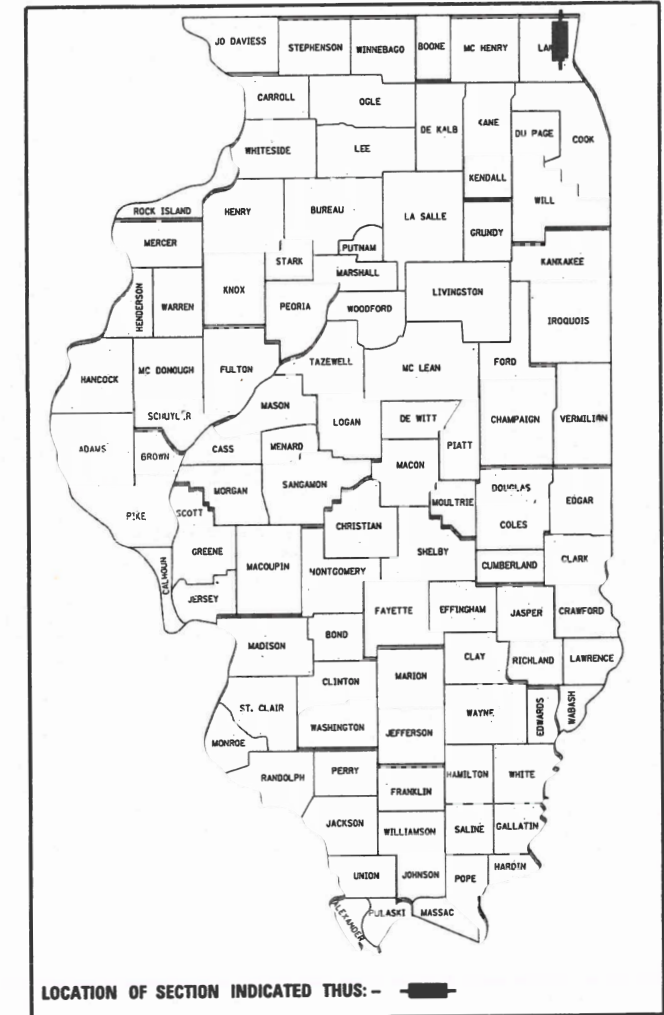 JO DAVIESS STEPHENSON WINNEBAGO BOONE MC HENRY
CARROLL OGLE DE KALB KANE DU PAGE COOK
WHITESIDE LEE KENDALL WILL
ROCK ISLAND HENRY BUREAU LA SALLE GRUNDY
MERCER STARK PUTNAM KANKAKEE
MARSHALL
HENDERSON WARREN KNOX PEORIA WOODFORD LIVINGSTON IROQUOIS
HANCOCK MC DONOUGH FULTON TAZEWELL MC LEAN FORD
MASON
SCHUYLER LOGAN DE WITT CHAMPAIGN VERMILIAN
ADAMS BROWN CASS MENARD PIATT
MACON
MORGAN SANGAMON DOUGLAS EDGAR
PIKE SCOTT CHRISTIAN MOULTRIE COLES
GREENE MACOUPIN SHELBY
CALHOUN MONTGOMERY CUMBERLAND CLARK
JERSEY FAYETTE EFFINGHAM JASPER CRAWFORD
MADISON BOND
CLAY RICHLAND LAWRENCE
CLINTON MARION
ST. CLAIR WAYNE EDWARDS WABASH
WASHINGTON JEFFERSON
MONROE
RANDOLPH PERRY HAMILTON WHITE
FRANKLIN
JACKSON WILLIAMSON SALINE GALLATIN
HARDIN
UNION JOHNSON POPE
ALEXANDER PULASKI MASSAC
LOCATION OF SECTION INDICATED THUS: -